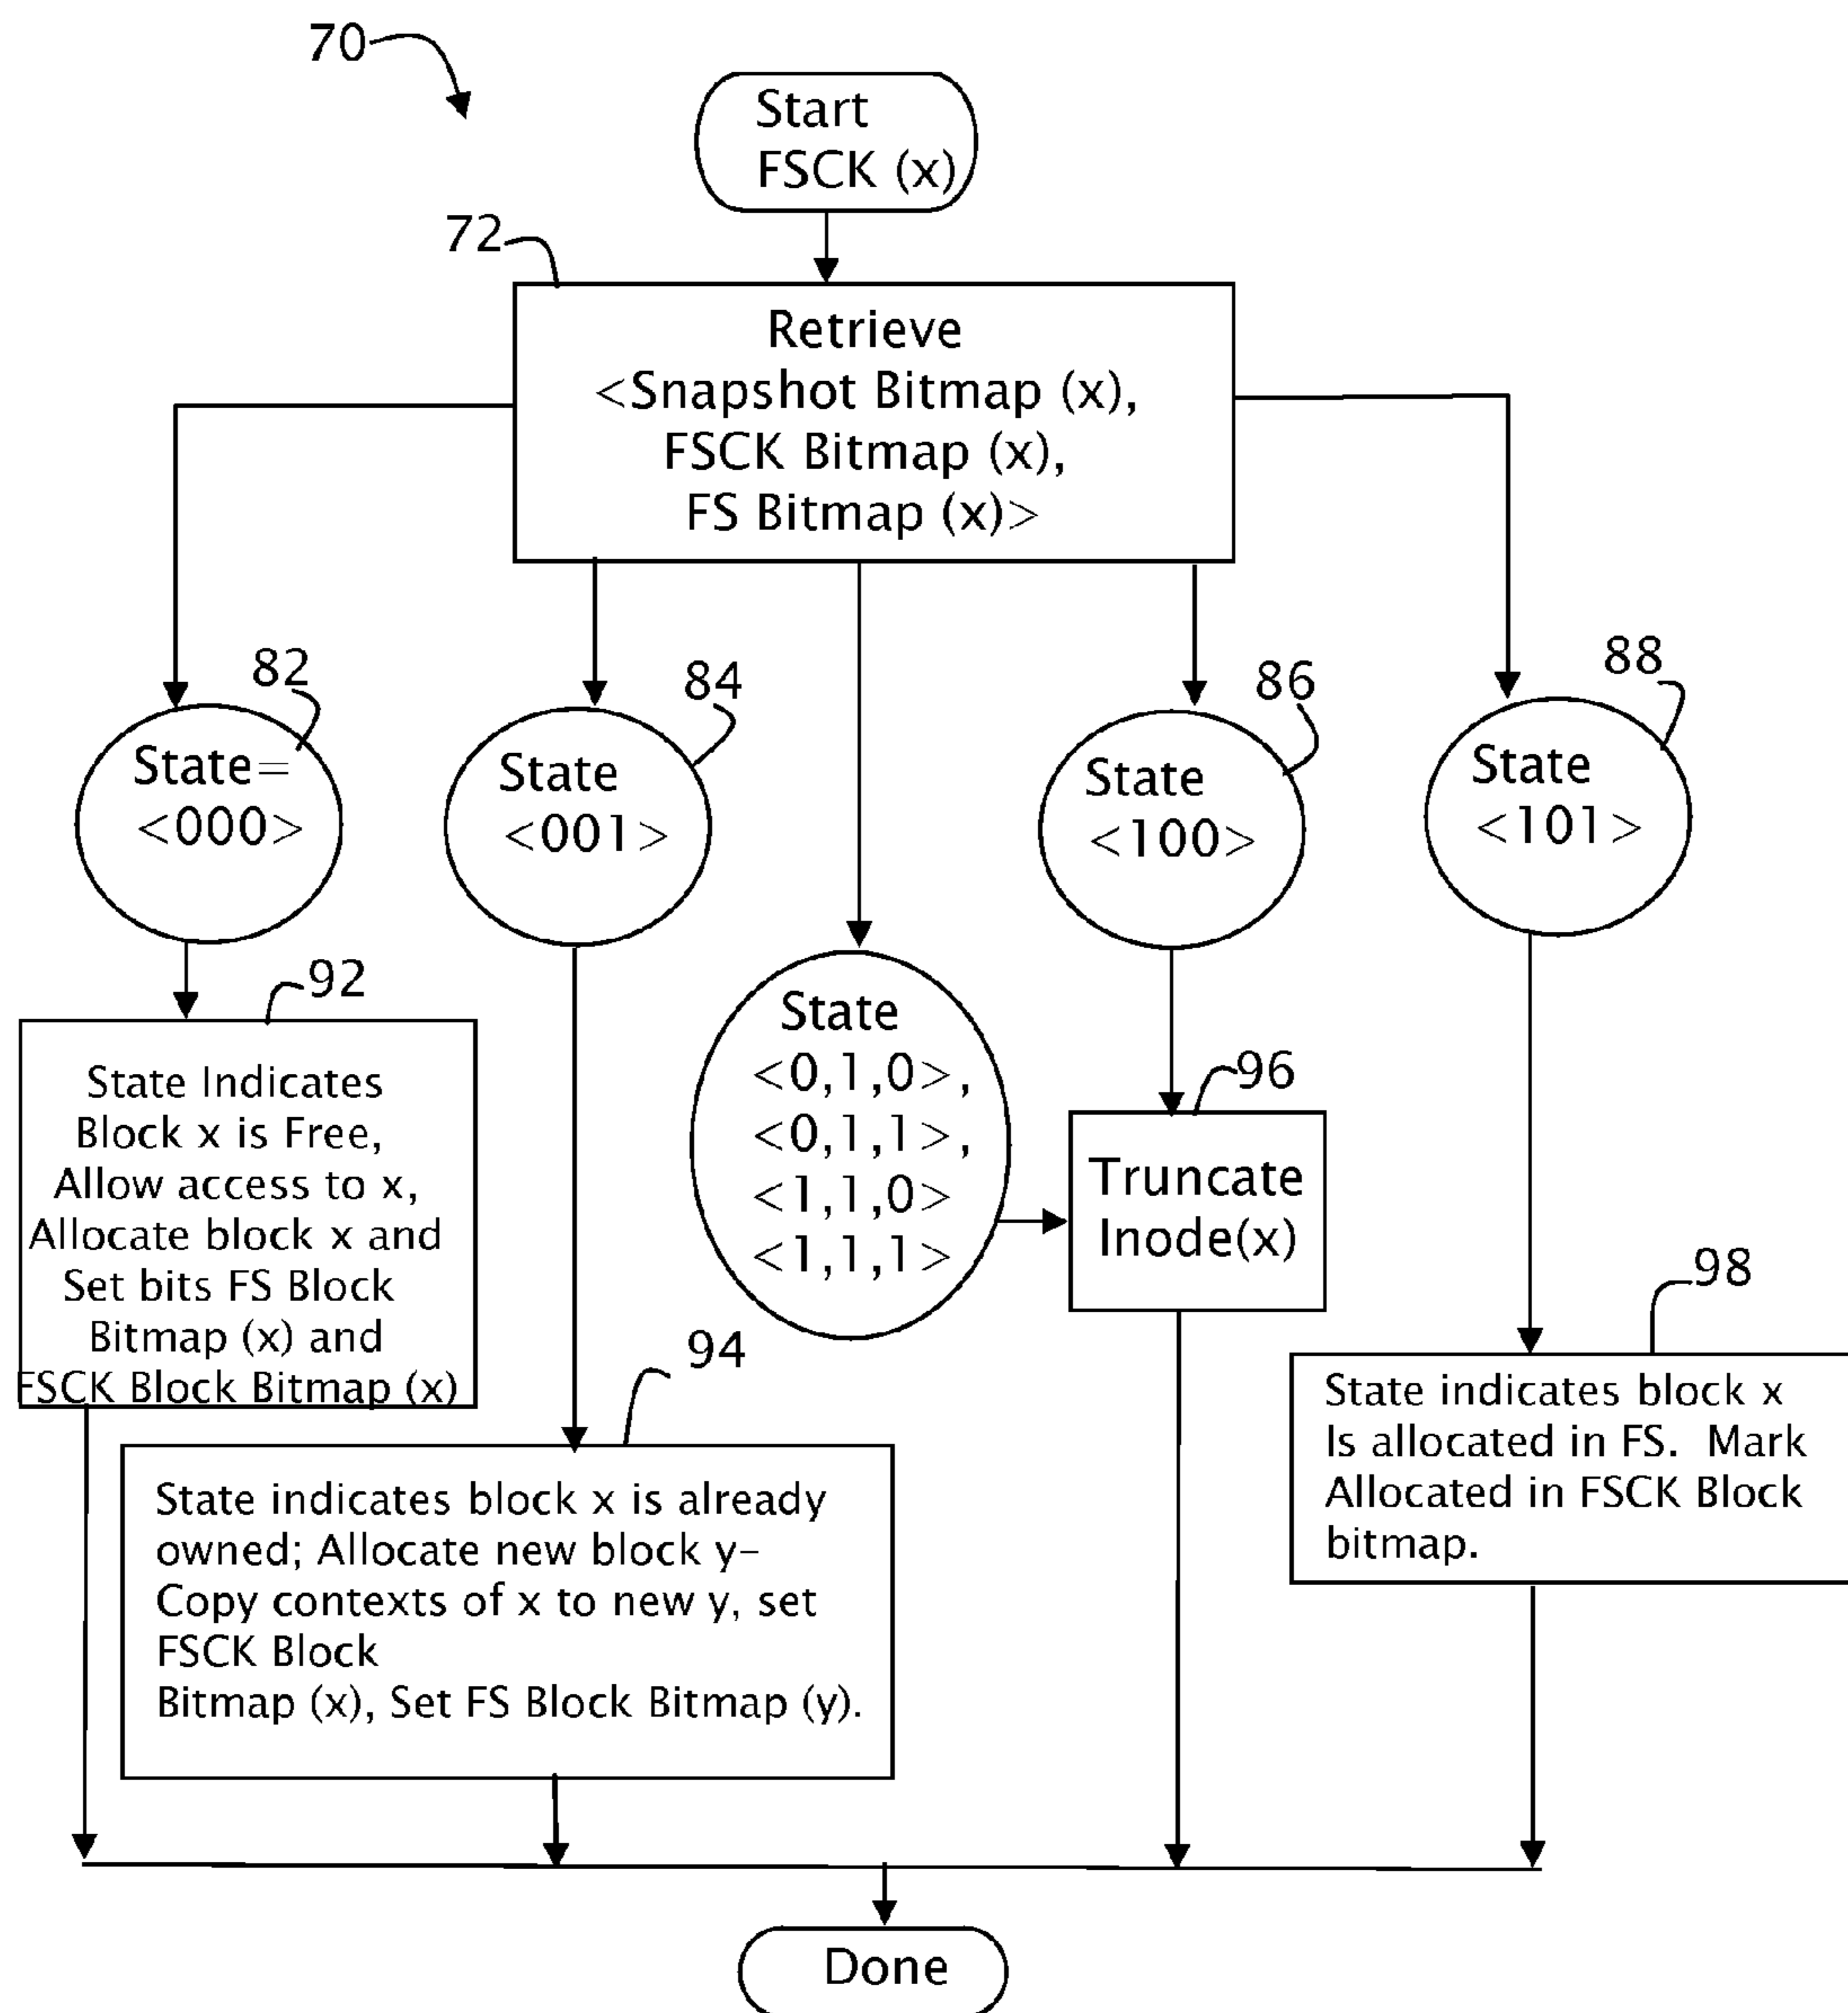 70
Start
FSCK (x)
72
Retrieve
<Snapshot Bitmap (x),
FSCK Bitmap (x),
FS Bitmap (x)>
82
State=
<000>
84
State
<001>
86
State
<100>
88
State
<101>
92
State Indicates
Block x is Free,
Allow access to x,
Allocate block x and
Set bits FS Block
Bitmap (x) and
FSCK Block Bitmap (x)
State
<0,1,0>,
<0,1,1>,
<1,1,0>
<1,1,1>
96
Truncate
Inode(x)
94
State indicates block x is already
owned; Allocate new block y-
Copy contexts of x to new y, set
FSCK Block
Bitmap (x), Set FS Block Bitmap (y).
98
State indicates block x
Is allocated in FS. Mark
Allocated in FSCK Block
bitmap.
Done